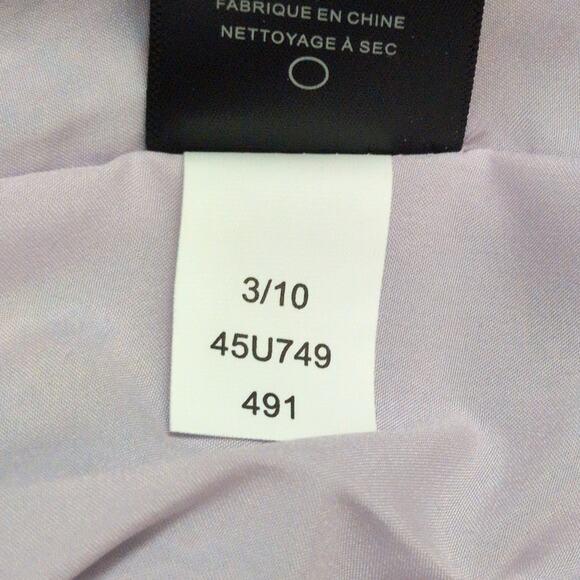 FABRIQUE EN CHINE
NETTOYAGE À SEC
3/10
45U749
491